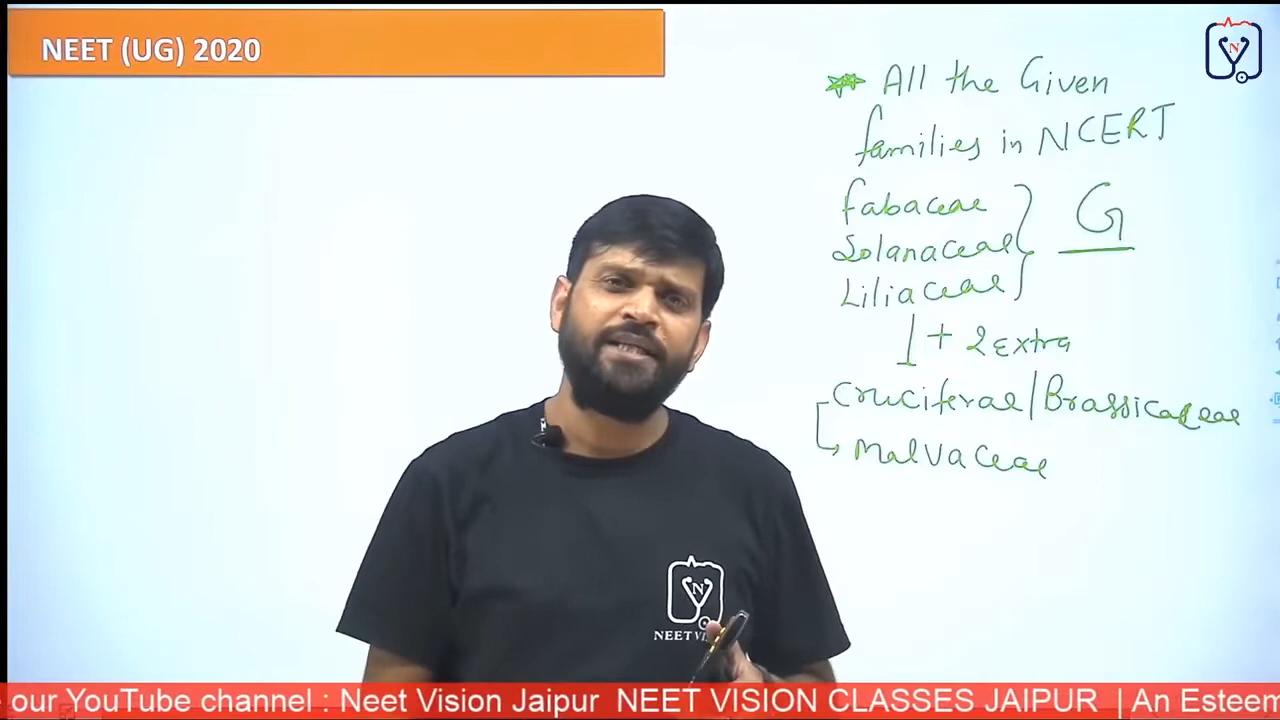 NEET (UG) 2020
N
All the Given
families in NCERT
fabaceae
Solanaceae
Liliaceae
G
+ 2 Extra
Cruciferae/Brassicaceae
Malvaceae
N
NEET VI
our YouTube channel : Neet Vision Jaipur NEET VISION CLASSES JAIPUR | An Esteem